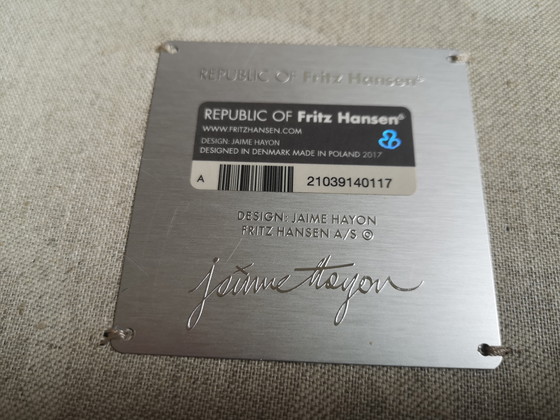 REPUBLIC OF Fritz Hansen®
REPUBLIC OF Fritz Hansen®
WWW.FRITZHANSEN.COM
DESIGN: JAIME HAYON
DESIGNED IN DENMARK MADE IN POLAND 2017
A 21039140117
DESIGN: JAIME HAYON
FRITZ HANSEN A/S ©
Jaime Hayon